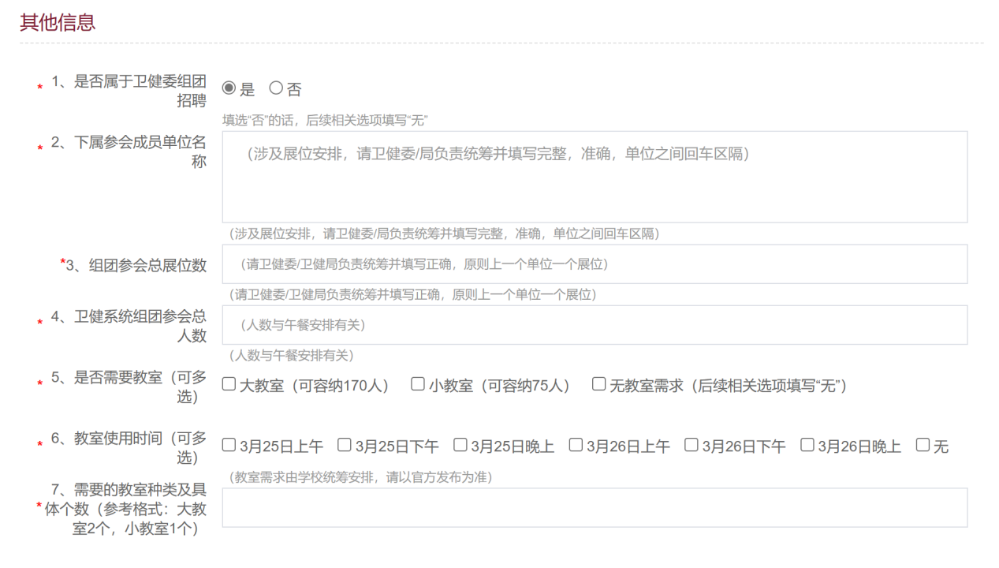 其他信息
* 1、是否属于卫健委组团招聘
是 否
填选“否”的话，后续相关选项填写“无”
* 2、下属参会成员单位名称
（涉及展位安排，请卫健委/局负责统筹并填写完整，准确，单位之间回车区隔）
（涉及展位安排，请卫健委/局负责统筹并填写完整，准确，单位之间回车区隔）
*3、组团参会总展位数
（请卫健委/卫健局负责统筹并填写正确，原则上一个单位一个展位）
（请卫健委/卫健局负责统筹并填写正确，原则上一个单位一个展位）
* 4、卫健系统组团参会总人数
（人数与午餐安排有关）
（人数与午餐安排有关）
* 5、是否需要教室（可多选）
大教室（可容纳170人） 小教室（可容纳75人） 无教室需求（后续相关选项填写“无”）
* 6、教室使用时间（可多选）
3月25日上午 3月25日下午 3月25日晚上 3月26日上午 3月26日下午 3月26日晚上 无
（教室需求由学校统筹安排，请以官方发布为准）
* 7、需要的教室种类及具体个数（参考格式：大教室2个，小教室1个）